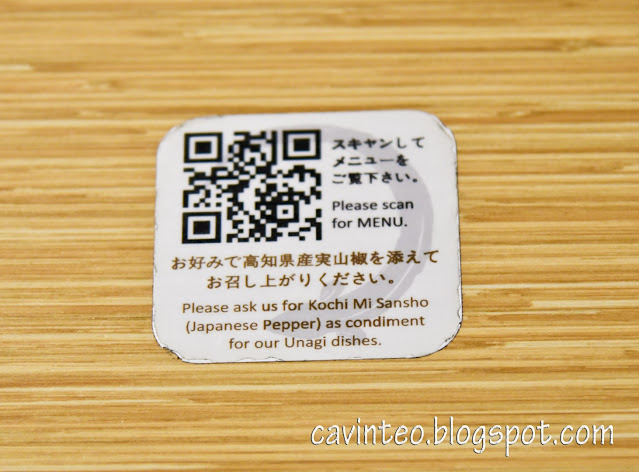 スキャンして
メニューを
ご覧下さい。
Please scan
for MENU.
お好みで高知県産実山椒を添えて
お召し上がりください。
Please ask us for Kochi Mi Sansho
(Japanese Pepper) as condiment
for our Unagi dishes.
cavinteo.blogspot.com